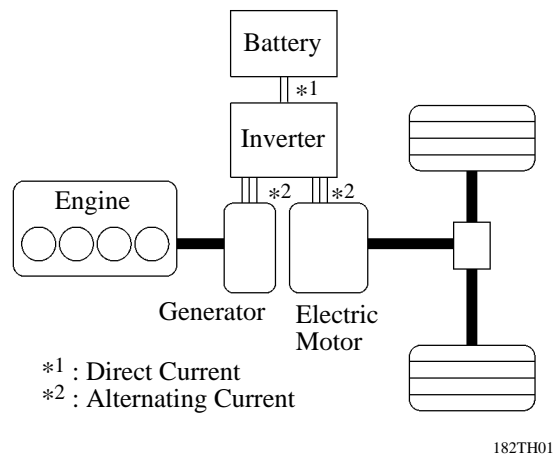 Battery
*1
Inverter
*2
*2
Engine
Generator
Electric
Motor
*1 : Direct Current
*2 : Alternating Current
182TH01